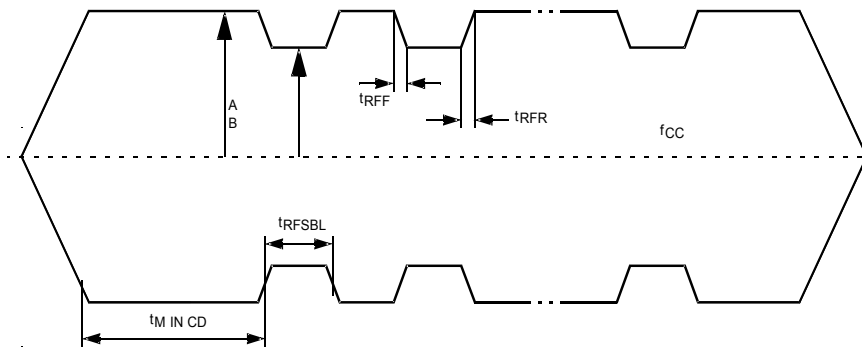 A
B
tRFF
tRFR
fCC
tRFSBL
tM IN CD